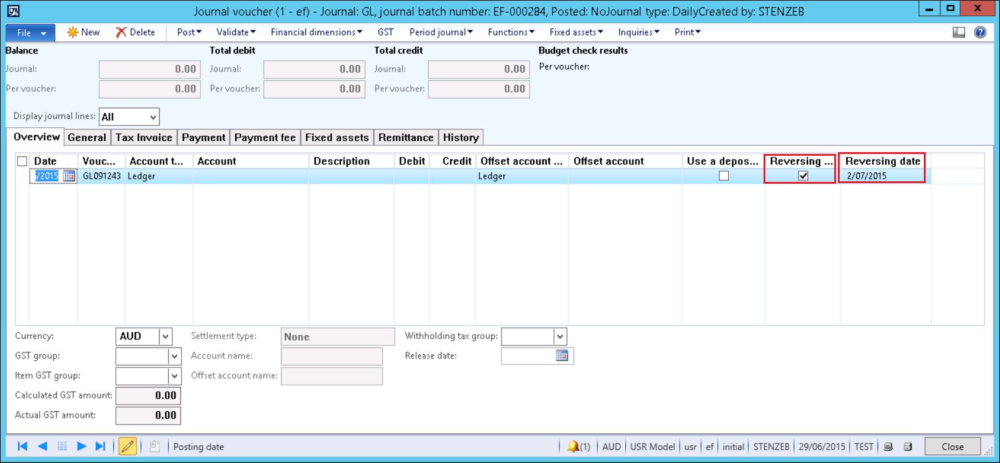 Journal voucher (1 - ef) - Journal: GL, journal batch number: EF-000284, Posted: NoJournal type: DailyCreated by: STENZEB
File New Delete Post Validate Financial dimensions GST Period journal Functions Fixed assets Inquiries Print
Balance Total debit Total credit Budget check results
Journal: 0.00 Journal: 0.00 Journal: 0.00 Per voucher:
Per voucher: 0.00 Per voucher: 0.00 Per voucher: 0.00
Display journal lines: All
Overview General Tax Invoice Payment Payment fee Fixed assets Remittance History
Date Vouc... Account t... Account Description Debit Credit Offset account ... Offset account Use a depos... Reversing ... Reversing date
/2015 GL091243 Ledger Ledger 2/07/2015
Currency: AUD Settlement type: None Withholding tax group:
GST group: Account name: Release date:
Item GST group: Offset account name:
Calculated GST amount: 0.00
Actual GST amount: 0.00
Posting date (1) AUD USR Model usr ef initial STENZEB 29/06/2015 TEST Close